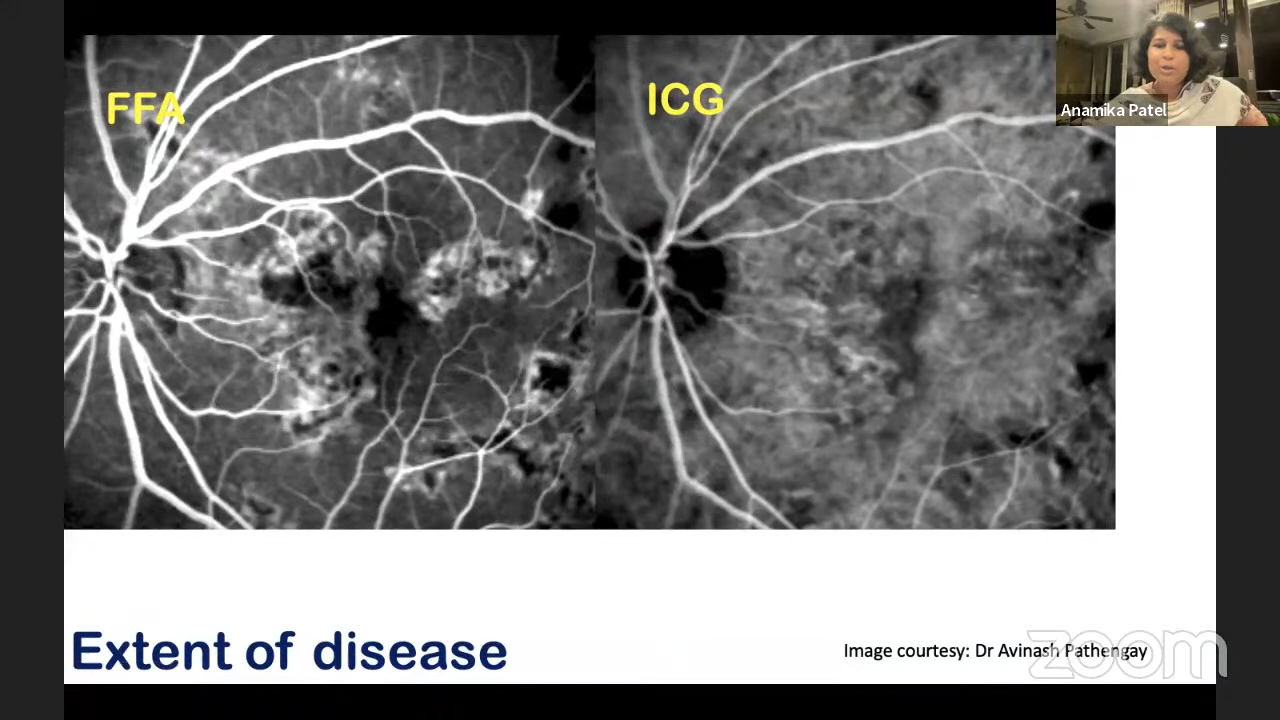 FFA
ICG
Anamika Patel
Extent of disease
Image courtesy: Dr Avinash Pathengay
zoom